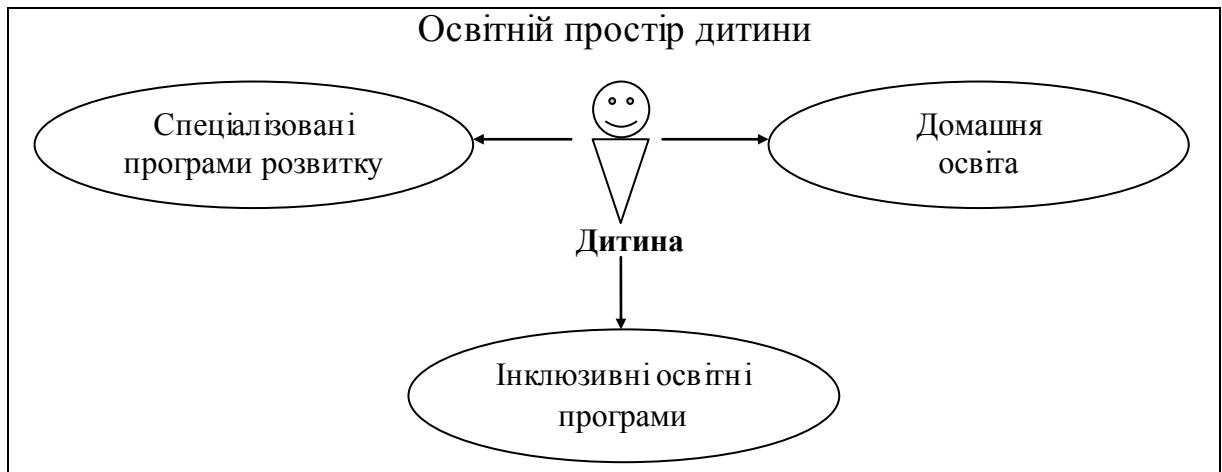 Освітній простір дитини
Спеціалізовані
програми розвитку
Домашня
освіта
Дитина
Інклюзивні освітні
програми